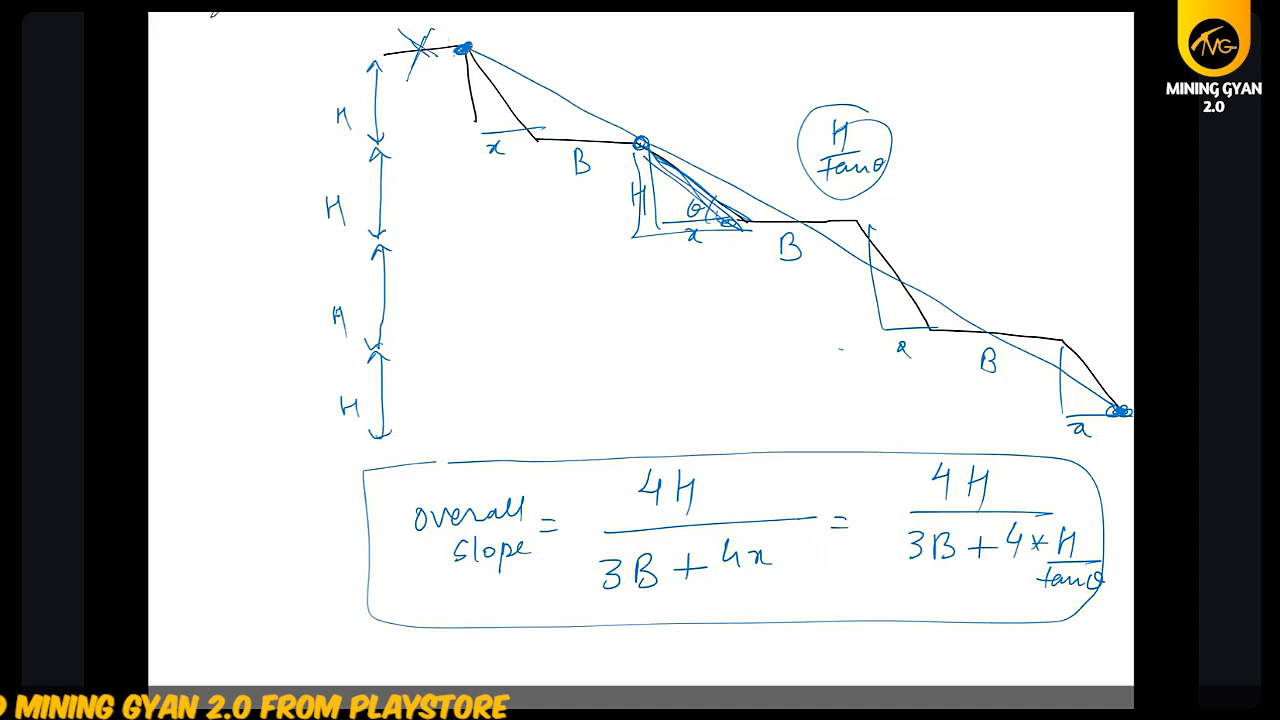 MVG
MINING GYAN
2.0
H
x
B
H
θ
x
H
tanθ
H
B
H
x
B
H
x
overall slope = 4H / 3B + 4x = 4H / 3B + 4 * H / tanθ
MINING GYAN 2.0 FROM PLAYSTORE